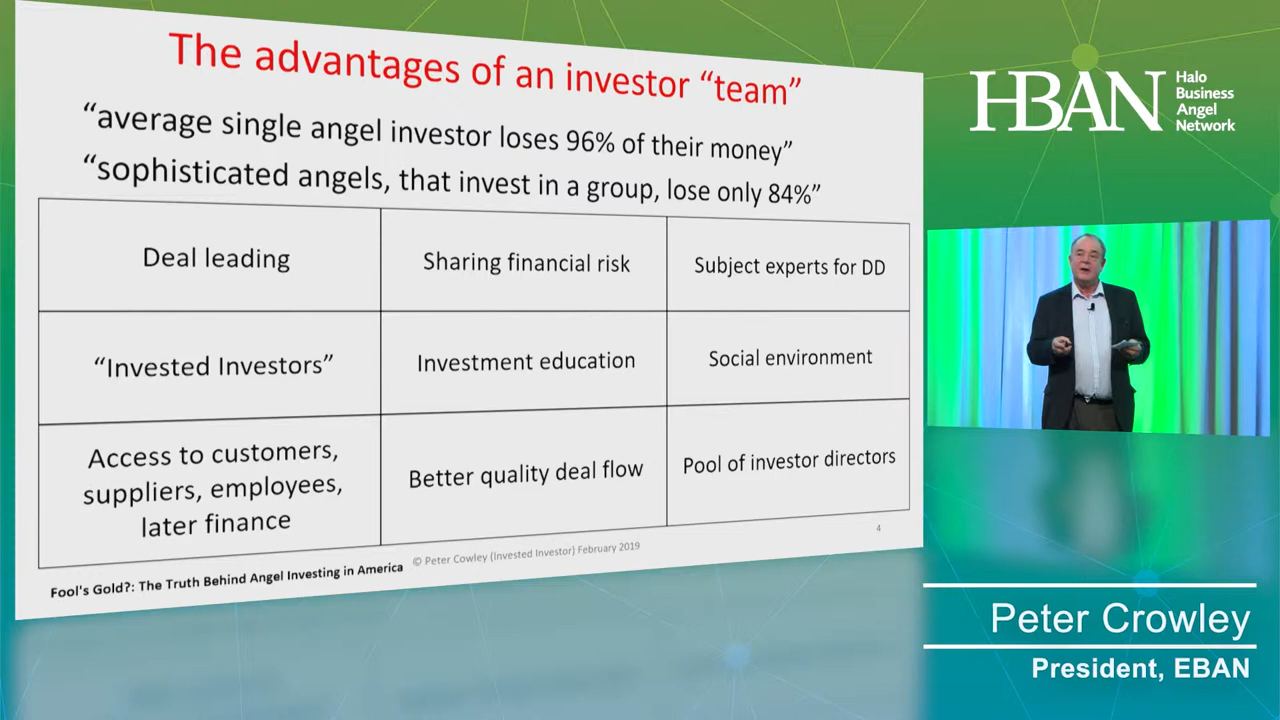 The advantages of an investor “team”
“average single angel investor loses 96% of their money”
“sophisticated angels, that invest in a group, lose only 84%”
Deal leading
Sharing financial risk
Subject experts for DD
“Invested Investors”
Investment education
Social environment
Access to customers,
suppliers, employees,
later finance
Better quality deal flow
Pool of investor directors
4
© Peter Cowley (Invested Investor) February 2019
Fool's Gold?: The Truth Behind Angel Investing in America
HBAN
Halo
Business
Angel
Network
Peter Crowley
President, EBAN